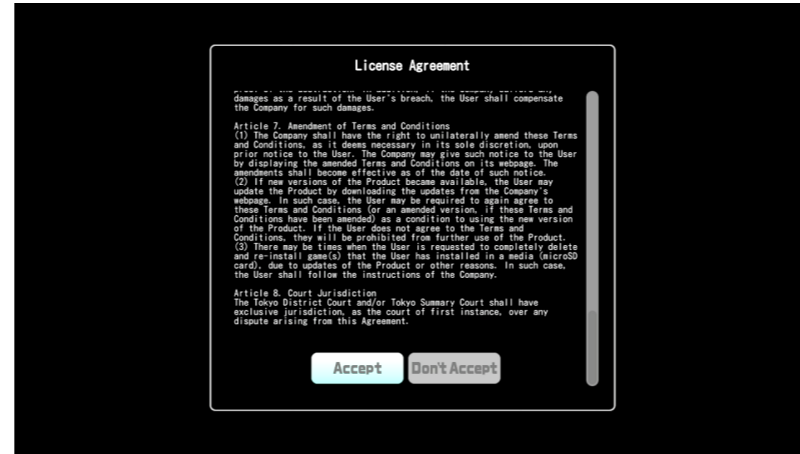 License Agreement
damages as a result of the User's breach, the User shall compensate
the Company for such damages.
Article 7. Amendment of Terms and Conditions
(1) The Company shall have the right to unilaterally amend these Terms
and Conditions, as it deems necessary in its sole discretion, upon
prior notice to the User. The Company may give such notice to the User
by displaying the amended Terms and Conditions on its webpage. The
amendments shall become effective as of the date of such notice.
(2) If new versions of the Product became available, the User may
update the Product by downloading the updates from the Company's
webpage. In such case, the User may be required to again agree to
these Terms and Conditions (or an amended version, if these Terms and
Conditions have been amended) as a condition to using the new version
of the Product. If the User does not agree to the Terms and
Conditions, they will be prohibited from further use of the Product.
(3) There may be times when the User is requested to completely delete
and re-install game(s) that the User has installed in a media (microSD
card), due to updates of the Product or other reasons. In such case,
the User shall follow the instructions of the Company.
Article 8. Court Jurisdiction
The Tokyo District Court and/or Tokyo Summary Court shall have
exclusive jurisdiction, as the court of first instance, over any
dispute arising from this Agreement.
Accept Don't Accept